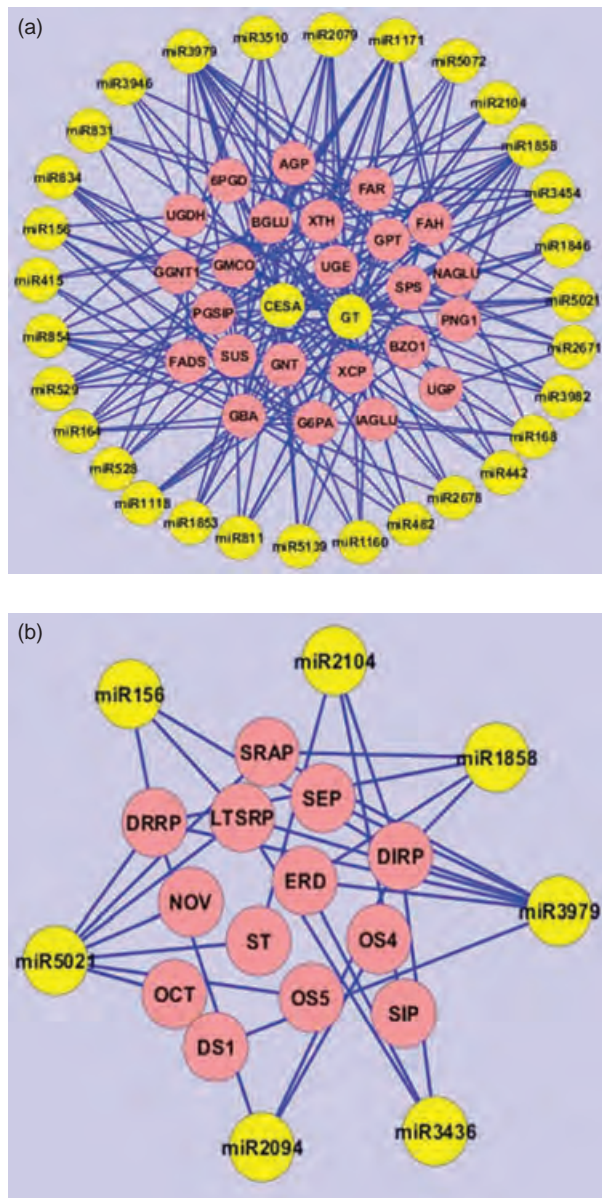 (a)
miR3510
miR2079
miR3979
miR1171
miR5072
miR3946
miR2104
miR831
miR1858
AGP
6PGD
FAR
miR834
miR3454
UGDH
BGLU
XTH
FAH
GPT
miR156
miR1846
GGNT1
GMCO
UGE
NAGLU
SPS
miR415
miR5021
CESA
GT
PGSIP
PNG1
miR854
miR2671
BZO1
FADS
SUS
GNT
XCP
UGP
miR529
miR3982
GBA
G6PA
IAGLU
miR164
miR168
miR528
miR442
miR1118
miR2678
miR1853
miR482
miR811
miR5139
miR1160
(b)
miR2104
miR156
miR1858
SRAP
SEP
DRRP
LTSRP
DIRP
ERD
NOV
miR3979
ST
OS4
miR5021
OCT
OS5
SIP
DS1
miR3436
miR2094